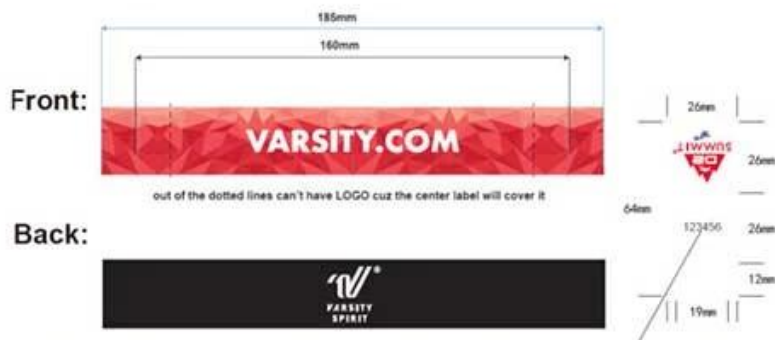 185mm
160mm
Front:
VARSITY.COM
out of the dotted lines can't have LOGO cuz the center label will cover it
Back:
VARSITY
SPIRIT
26mm
SUMMIT
26mm
64mm
123456
26mm
12mm
19mm